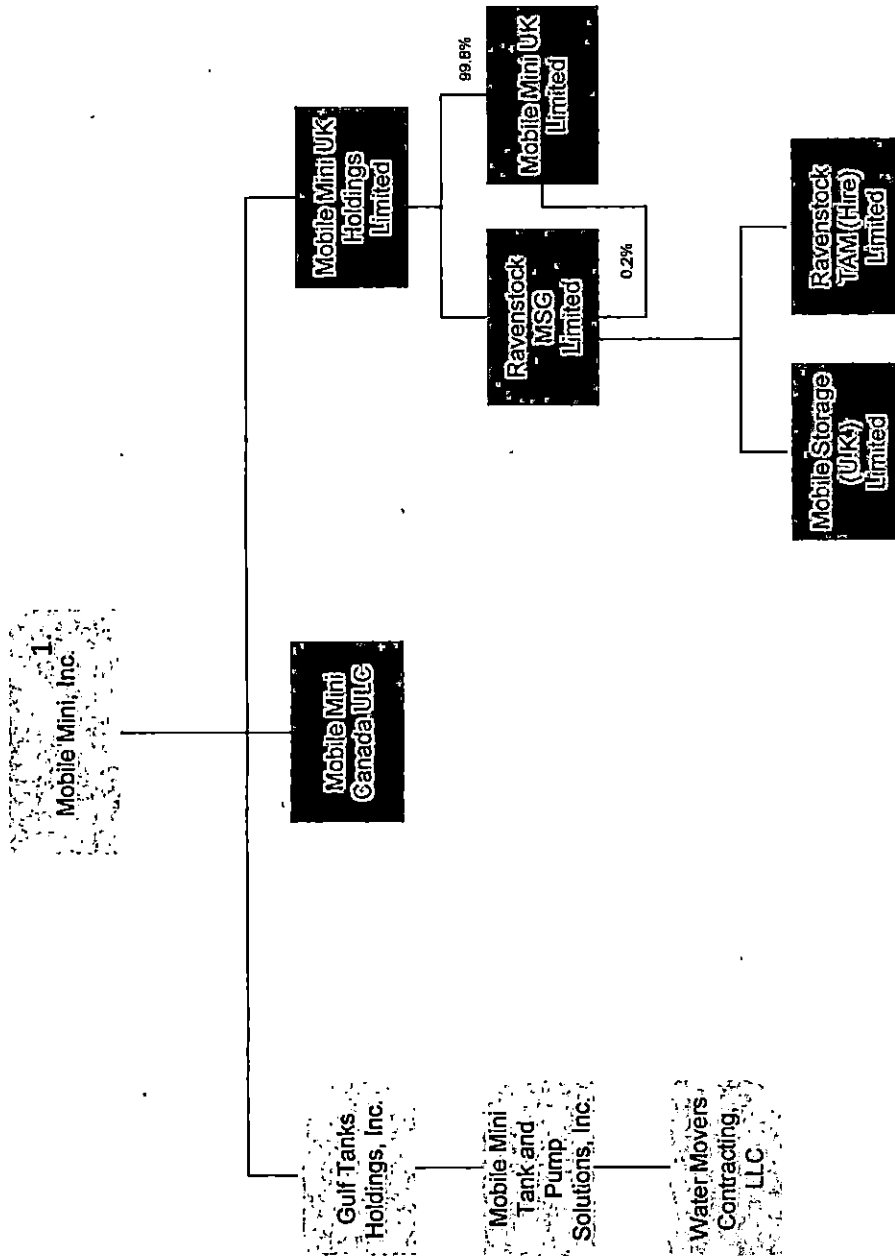 Mobile Mini, Inc.
1.
Gulf Tanks
Holdings, Inc.
Mobile Mini
Canada ULC
Mobile Mini UK
Holdings
Limited
Mobile Mini
Tank and
Pump
Solutions, Inc.
Ravenstock
MSG
Limited
99.8%
Mobile Mini UK
Limited
0.2%
Water Movers
Contracting,
LLC
Mobile Storage
(U.K.)
Limited
Ravenstock
TAM (Hire)
Limited